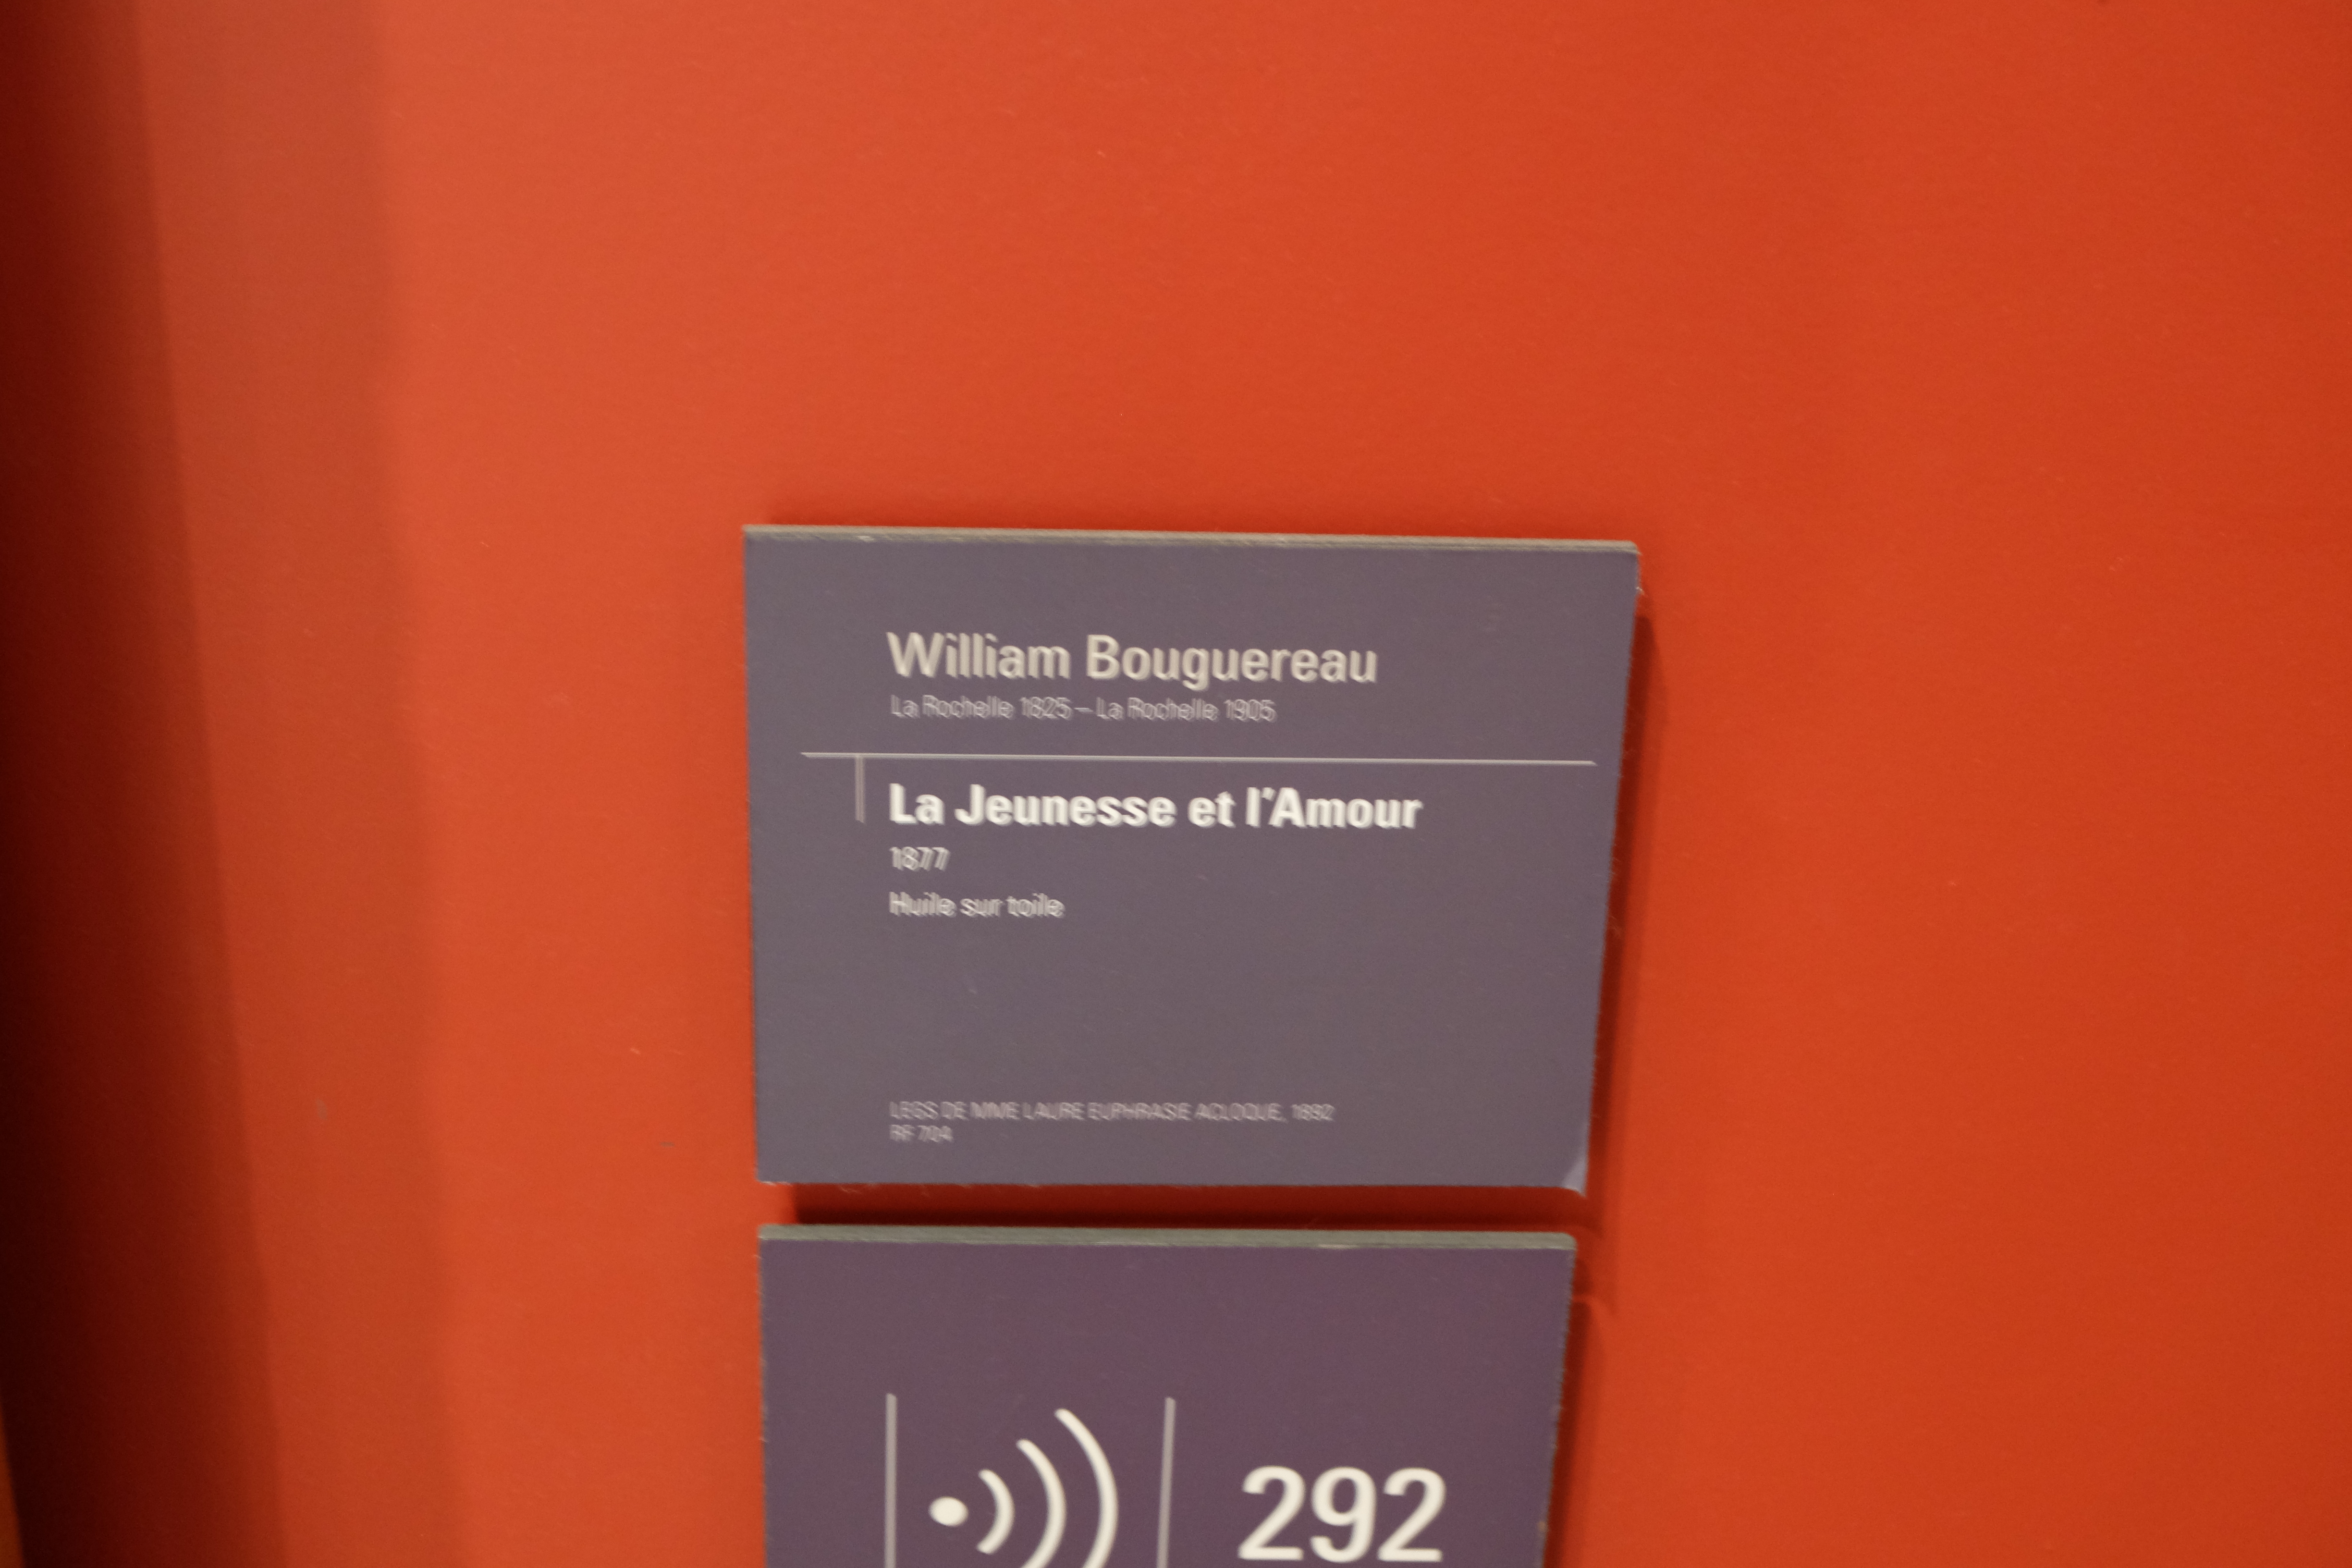 William Bouguereau
La Rochelle 1825 – La Rochelle 1905
La Jeunesse et l'Amour
1877
Huile sur toile
LEGS DE MME LAURE EUPHRASIE ACLOQUE, 1892
RF 704
292